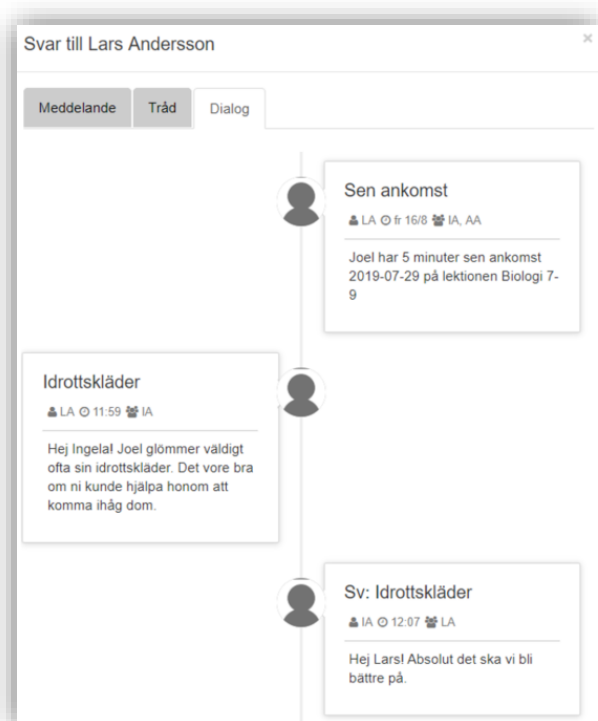 Svar till Lars Andersson
×
Meddelande Tråd Dialog
Sen ankomst
LA fr 16/8 IA, AA
Joel har 5 minuter sen ankomst
2019-07-29 på lektionen Biologi 7-
9
Idrottskläder
LA 11:59 IA
Hej Ingela! Joel glömmer väldigt
ofta sin idrottskläder. Det vore bra
om ni kunde hjälpa honom att
komma ihåg dom.
Sv: Idrottskläder
IA 12:07 LA
Hej Lars! Absolut det ska vi bli
bättre på.